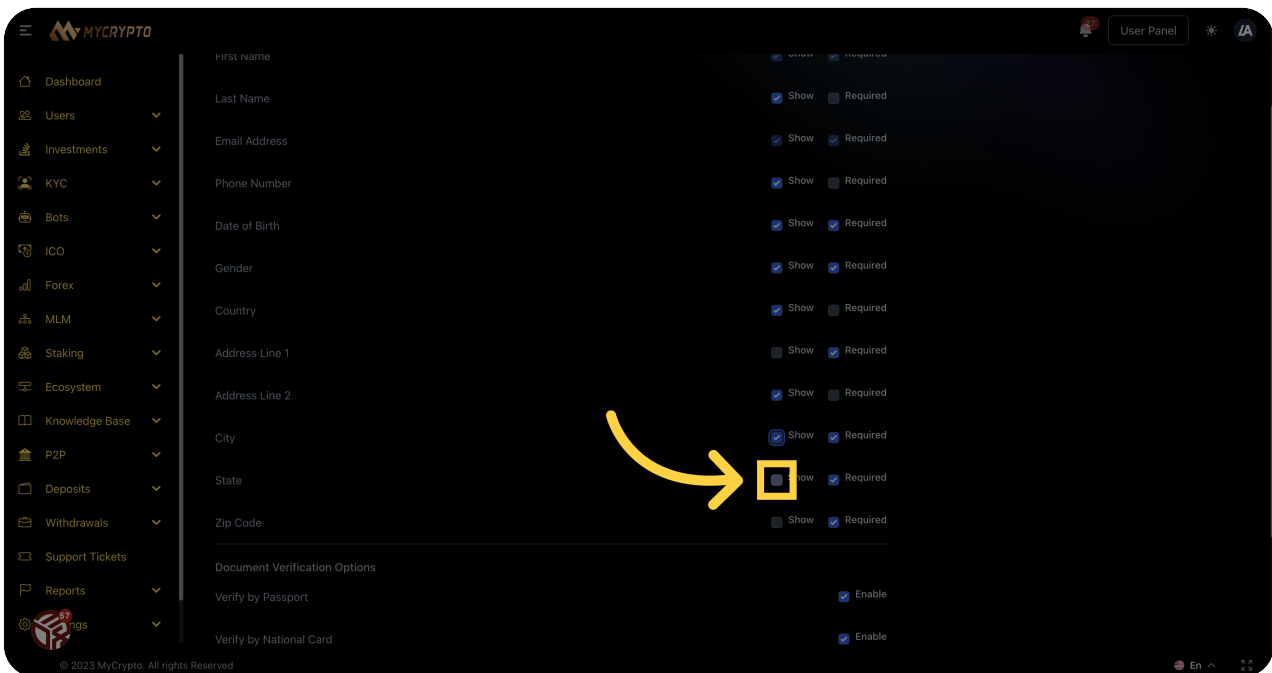 MYCRYPTO
57
User Panel
First Name Show Required
Dashboard
Last Name Show Required
Users
Email Address Show Required
Investments
Phone Number Show Required
KYC
Bots
Date of Birth Show Required
ICO
Gender Show Required
Forex
Country Show Required
MLM
Staking
Address Line 1 Show Required
Ecosystem
Address Line 2 Show Required
Knowledge Base
City Show Required
P2P
State Show Required
Deposits
Withdrawals
Zip Code Show Required
Support Tickets
Document Verification Options
Reports
Verify by Passport Enable
57
ngs
Verify by National Card Enable
© 2023 MyCrypto. All rights Reserved
En